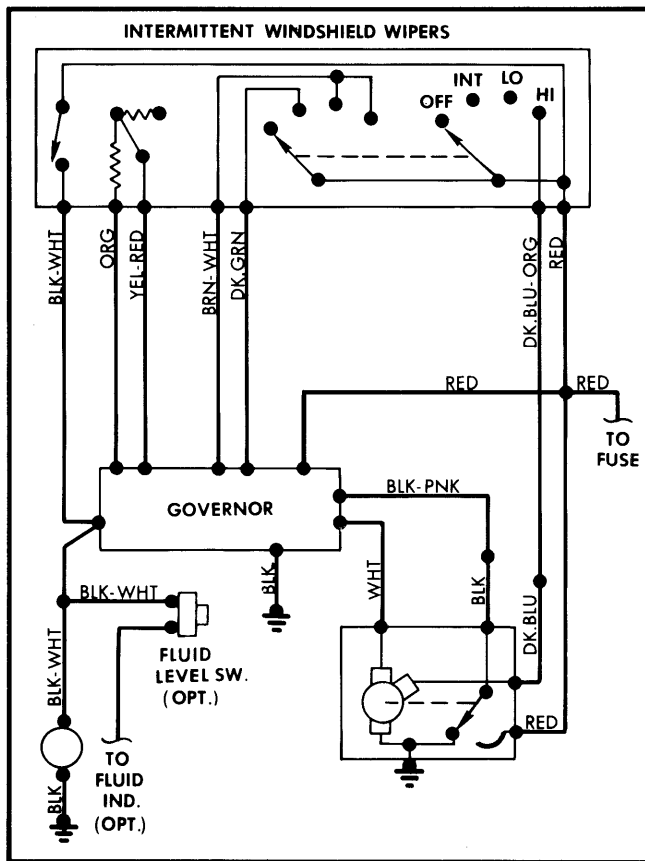 INTERMITTENT WINDSHIELD WIPERS
INT
LO
OFF
HI
BLK-WHT
ORG
YEL-RED
BRN-WHT
DK.GRN
DK.BLU-ORG
RED
RED
RED
TO
FUSE
GOVERNOR
BLK-PNK
BLK
WHT
BLK
DK.BLU
BLK-WHT
BLK-WHT
FLUID
LEVEL SW.
(OPT.)
RED
TO
FLUID
IND.
(OPT.)
BLK